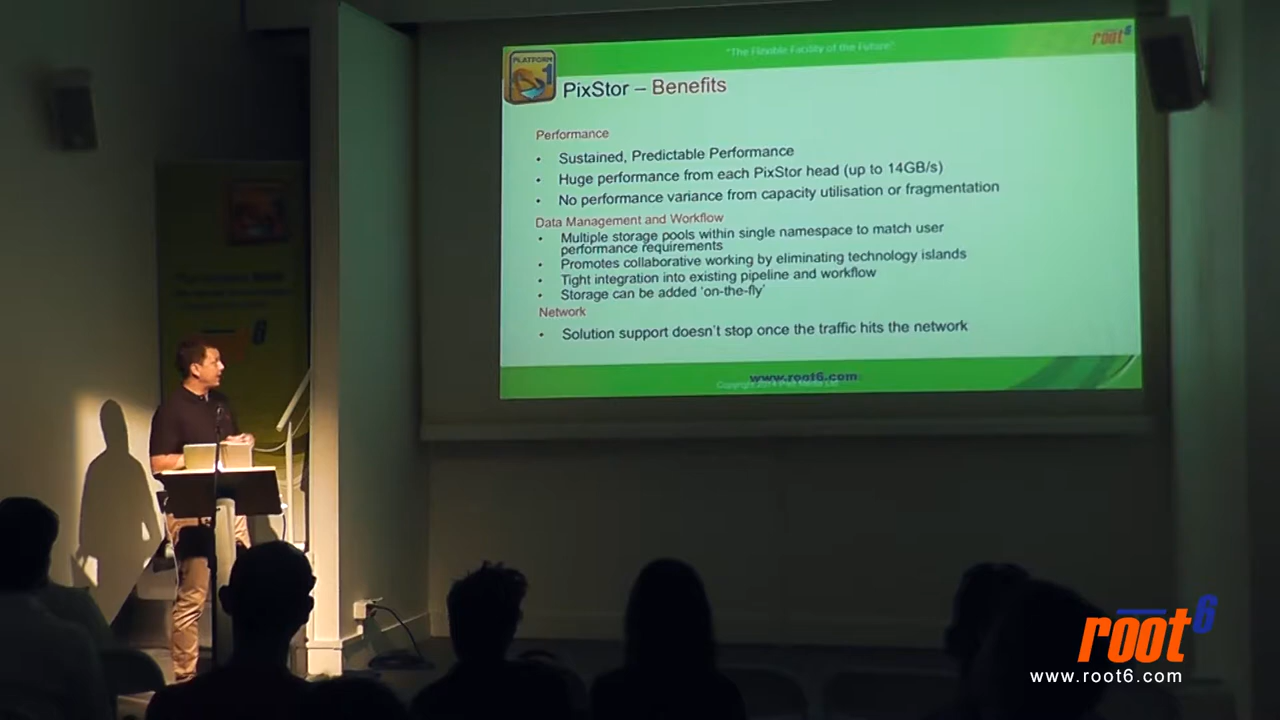 "The Flexible Facility of the Future"
root6
PLATFORM
1
PixStor – Benefits
Performance
• Sustained, Predictable Performance
• Huge performance from each PixStor head (up to 14GB/s)
• No performance variance from capacity utilisation or fragmentation
Data Management and Workflow
• Multiple storage pools within single namespace to match user
performance requirements
• Promotes collaborative working by eliminating technology islands
• Tight integration into existing pipeline and workflow
• Storage can be added ‘on-the-fly’
Network
• Solution support doesn’t stop once the traffic hits the network
www.root6.com
Copyright
6
root6
www.root6.com